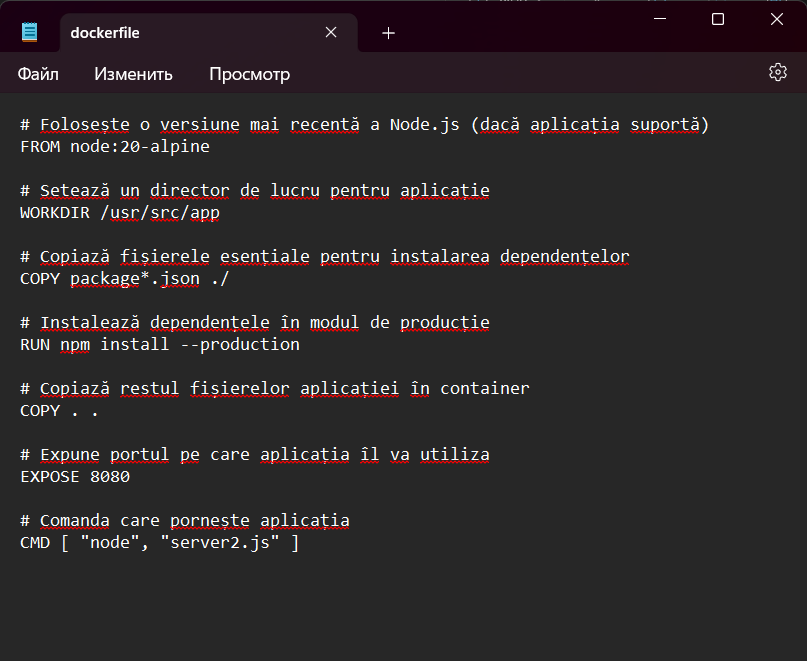 dockerfile
Файл Изменить Просмотр
# Folosește o versiune mai recentă a Node.js (dacă aplicația suportă)
FROM node:20-alpine
# Setează un director de lucru pentru aplicație
WORKDIR /usr/src/app
# Copiază fișierele esențiale pentru instalarea dependențelor
COPY package*.json ./
# Instalează dependențele în modul de producție
RUN npm install --production
# Copiază restul fișierelor aplicației în container
COPY . .
# Expune portul pe care aplicația îl va utiliza
EXPOSE 8080
# Comanda care pornește aplicația
CMD [ "node", "server2.js" ]